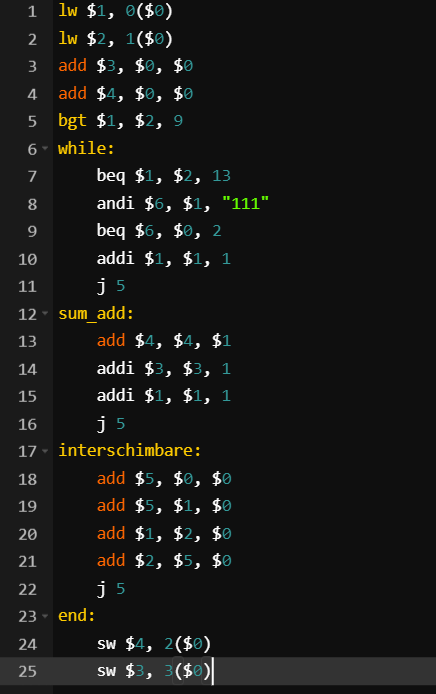 1 lw $1, 0($0)
2 lw $2, 1($0)
3 add $3, $0, $0
4 add $4, $0, $0
5 bgt $1, $2, 9
6 while:
7 beq $1, $2, 13
8 andi $6, $1, "111"
9 beq $6, $0, 2
10 addi $1, $1, 1
11 j 5
12 sum_add:
13 add $4, $4, $1
14 addi $3, $3, 1
15 addi $1, $1, 1
16 j 5
17 interschimbare:
18 add $5, $0, $0
19 add $5, $1, $0
20 add $1, $2, $0
21 add $2, $5, $0
22 j 5
23 end:
24 sw $4, 2($0)
25 sw $3, 3($0)